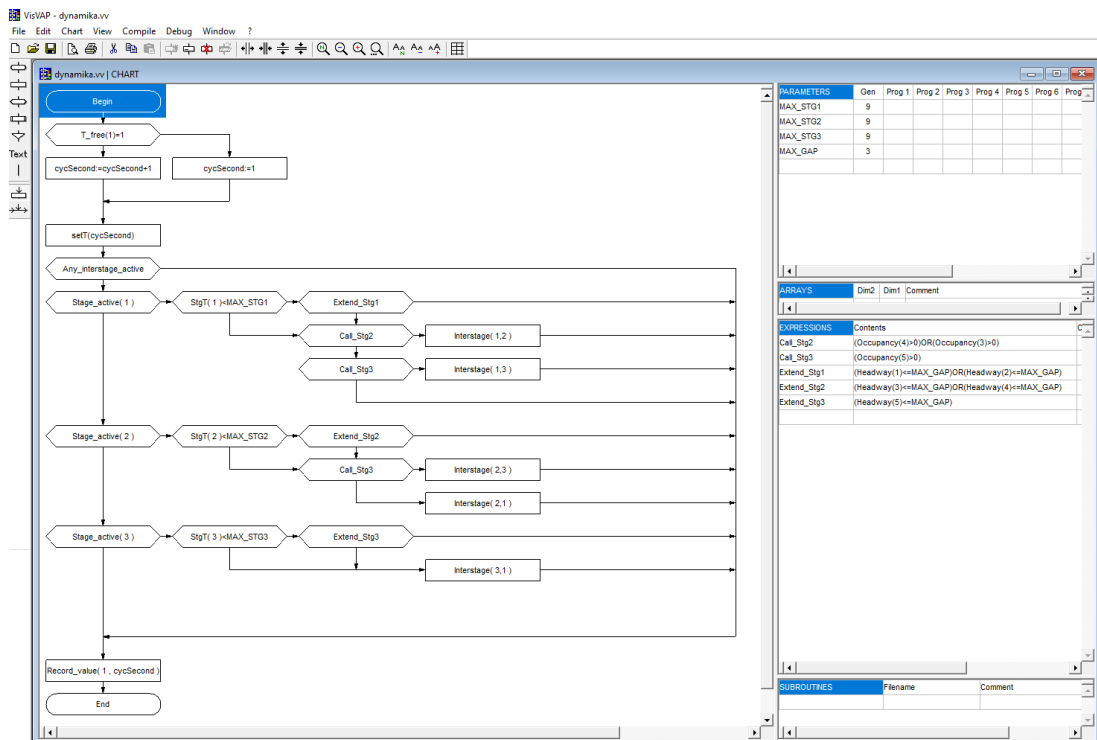 VisVAP - dynamika.vv
File Edit Chart View Compile Debug Window ?
dynamika.vv | CHART
Text
Begin
T_free(1)=1
cycSecond:=cycSecond+1 cycSecond:=1
setT(cycSecond)
Any_interstage_active
Stage_active( 1 ) StgT( 1 )<MAX_STG1 Extend_Stg1
Call_Stg2 Interstage( 1,2 )
Call_Stg3 Interstage( 1,3 )
Stage_active( 2 ) StgT( 2 )<MAX_STG2 Extend_Stg2
Call_Stg3 Interstage( 2,3 )
Interstage( 2,1 )
Stage_active( 3 ) StgT( 3 )<MAX_STG3 Extend_Stg3
Interstage( 3,1 )
Record_value( 1 , cycSecond )
End
PARAMETERS Gen Prog 1 Prog 2 Prog 3 Prog 4 Prog 5 Prog 6 Prog
MAX_STG1 9
MAX_STG2 9
MAX_STG3 9
MAX_GAP 3
ARRAYS Dim2 Dim1 Comment
EXPRESSIONS Contents C
Call_Stg2 (Occupancy(4)>0)OR(Occupancy(3)>0)
Call_Stg3 (Occupancy(5)>0)
Extend_Stg1 (Headway(1)<=MAX_GAP)OR(Headway(2)<=MAX_GAP)
Extend_Stg2 (Headway(3)<=MAX_GAP)OR(Headway(4)<=MAX_GAP)
Extend_Stg3 (Headway(5)<=MAX_GAP)
SUBROUTINES Filename Comment